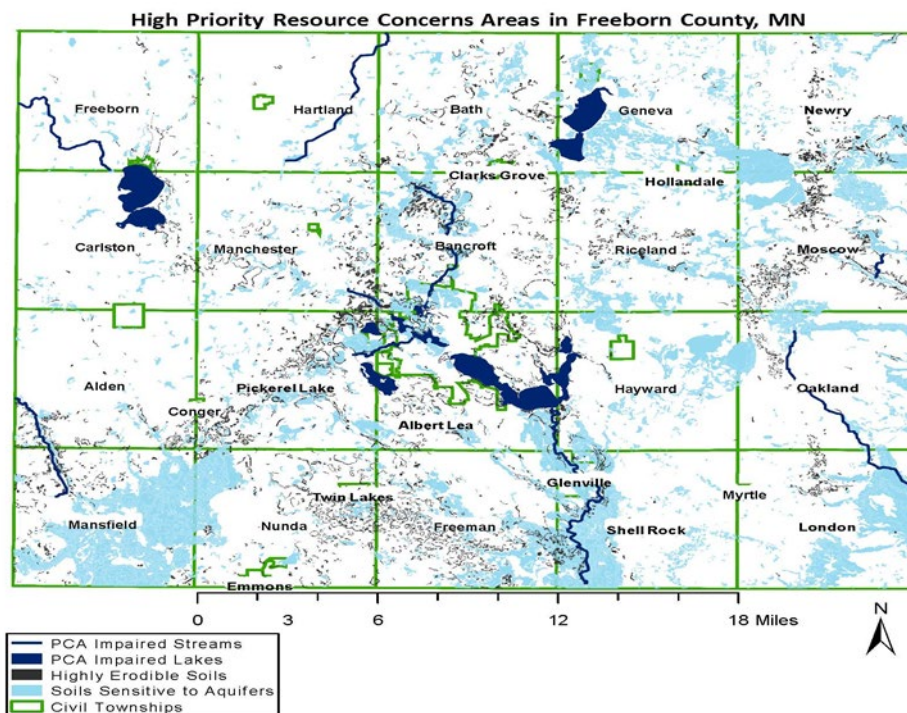 High Priority Resource Concerns Areas in Freeborn County, MN
Freeborn
Hartland
Bath
Geneva
Newry
Clarks Grove
Hollandale
Carlston
Manchester
Bancroft
Riceland
Moscow
Alden
Pickerel Lake
Hayward
Oakland
Conger
Albert Lea
Glenville
Myrtle
Twin Lakes
Mansfield
Nunda
Freeman
Shell Rock
London
Emmons
0 3 6 12 18 Miles
N
PCA Impaired Streams
PCA Impaired Lakes
Highly Erodible Soils
Soils Sensitive to Aquifers
Civil Townships